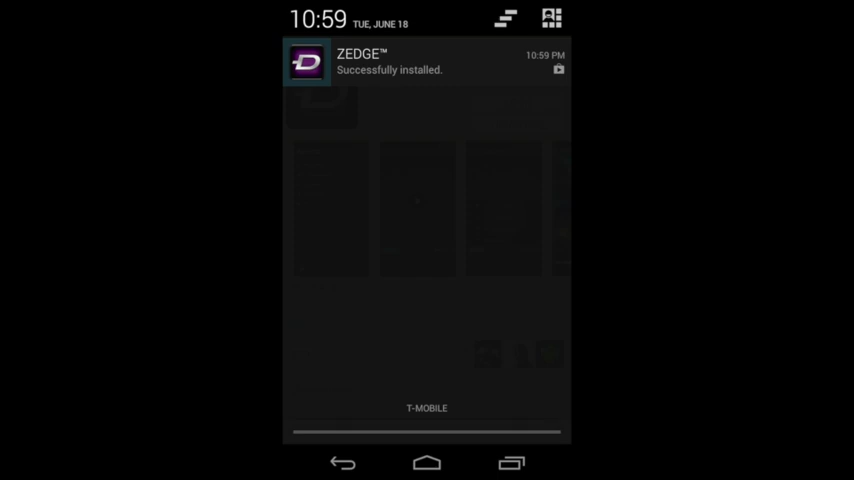 10:59 TUE, JUNE 18
ZEDGE™
10:59 PM
Successfully installed.
T-MOBILE